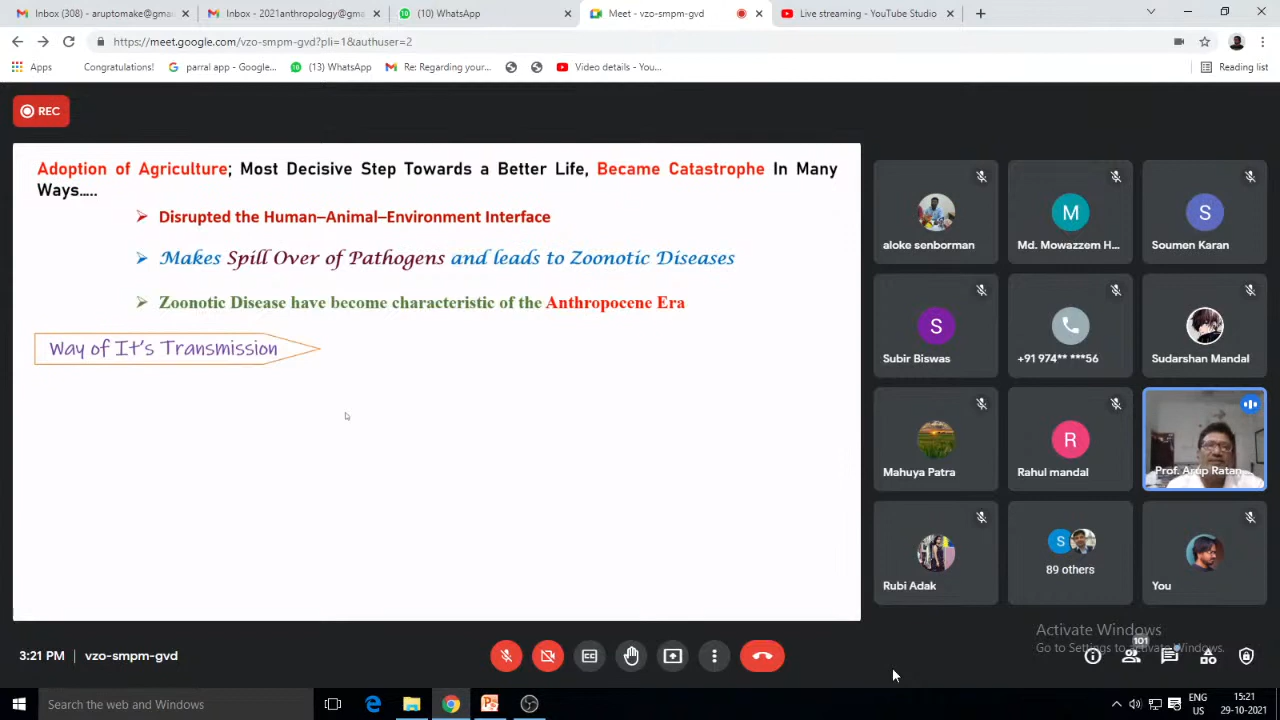 Inbox (308) - aruptomake@gmai
Inbox - 2021anthropology@gma
(10) WhatsApp
Meet - vzo-smpm-gvd
Live streaming - YouTube Studio
https://meet.google.com/vzo-smpm-gvd?pli=1&authuser=2
Apps
Congratulations!
parral app - Google...
(13) WhatsApp
Re: Regarding your...
Video details - You...
Reading list
REC
Adoption of Agriculture; Most Decisive Step Towards a Better Life, Became Catastrophe In Many
Ways.....
Disrupted the Human–Animal–Environment Interface
Makes Spill Over of Pathogens and leads to Zoonotic Diseases
Zoonotic Disease have become characteristic of the Anthropocene Era
Way of It's Transmission
aloke senborman
M
Md. Mowazzem H...
S
Soumen Karan
S
Subir Biswas
+91 974** ***56
Sudarshan Mandal
Mahuya Patra
R
Rahul mandal
Prof. Arup Ratan...
Rubi Adak
S
89 others
You
3:21 PM | vzo-smpm-gvd
101
Activate Windows
Go to Settings to activate Windows.
Search the web and Windows
ENG
US
15:21
29-10-2021